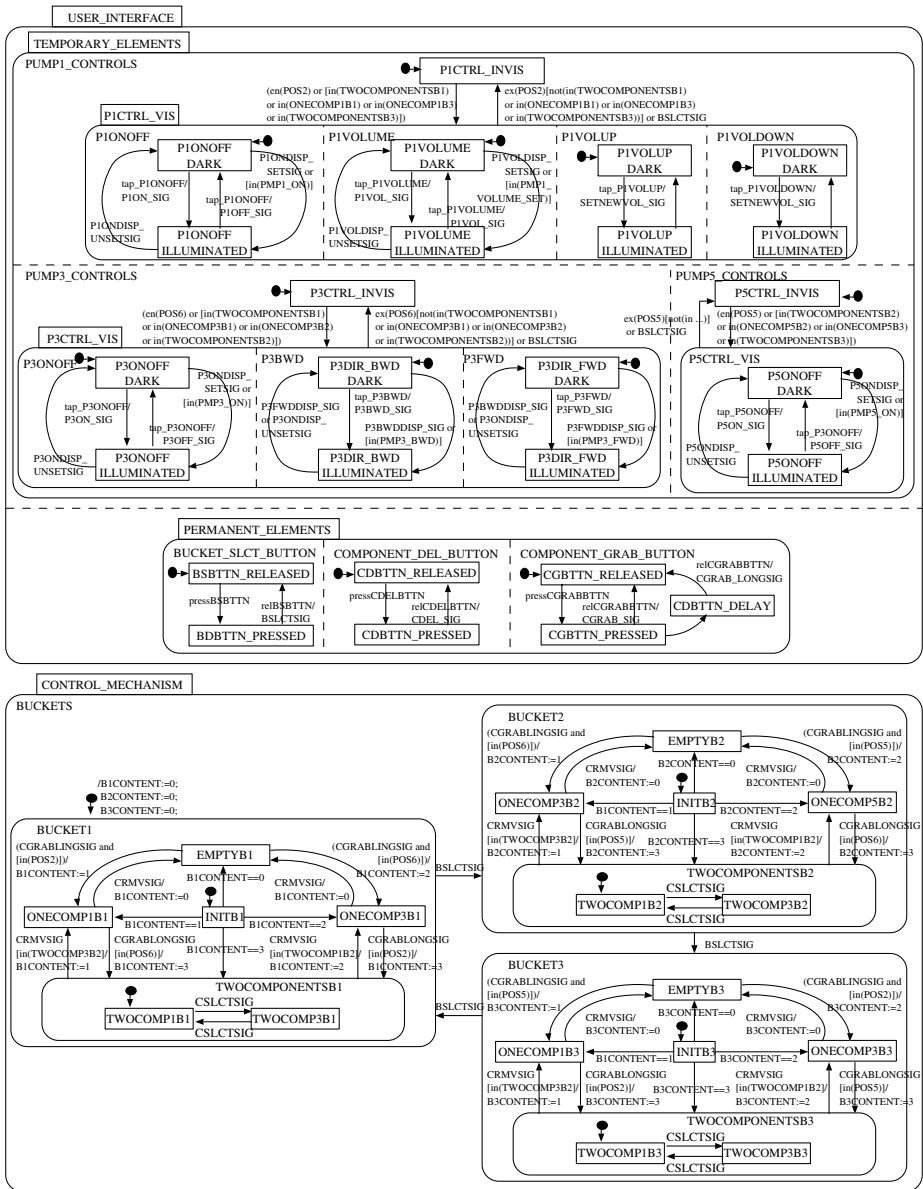 USER_INTERFACE
TEMPORARY_ELEMENTS
PUMP1_CONTROLS
P1CTRL_INVIS
(en(POS2) or [in(TWOCOMPONENTSB1)
or in(ONECOMP1B1) or in(ONECOMP1B3)
or in(TWOCOMPONENTSB3)])
ex(POS2)[not(in(TWOCOMPONENTSB1)
or in(ONECOMP1B1) or in(ONECOMP1B3)
or in(TWOCOMPONENTSB3))] or BSLCTSIG
P1CTRL_VIS
P1ONOFF
P1ONOFF
DARK
P1ONDISP_
SETSIG or
[in(PMP1_ON)]
tap_P1ONOFF/
P1ON_SIG
tap_P1ONOFF/
P1OFF_SIG
P1ONDISP_
UNSETSIG
P1ONOFF
ILLUMINATED
P1VOLUME
P1VOLUME
DARK
P1VOLDISP_
SETSIG or
[in(PMP1_
VOLUME_SET)]
tap_P1VOLUME/
P1VOL_SIG
tap_P1VOLUME/
P1VOL_SIG
P1VOLDISP_
UNSETSIG
P1VOLUME
ILLUMINATED
P1VOLUP
P1VOLUP
DARK
tap_P1VOLUP/
SETNEWVOL_SIG
P1VOLUP
ILLUMINATED
P1VOLDOWN
P1VOLDOWN
DARK
tap_P1VOLDOWN/
SETNEWVOL_SIG
P1VOLDOWN
ILLUMINATED
PUMP3_CONTROLS
P3CTRL_INVIS
(en(POS6) or [in(TWOCOMPONENTSB1)
or in(ONECOMP3B1) or in(ONECOMP3B2)
or in(TWOCOMPONENTSB2)])
ex(POS6)[not(in(TWOCOMPONENTSB1)
or in(ONECOMP3B1) or in(ONECOMP3B2)
or in(TWOCOMPONENTSB2))] or BSLCTSIG
P3CTRL_VIS
P3ONOFF
P3ONOFF
DARK
P3ONDISP_
SETSIG or
[in(PMP3_ON)]
tap_P3ONOFF/
P3ON_SIG
tap_P3ONOFF/
P3OFF_SIG
P3ONDISP_
UNSETSIG
P3ONOFF
ILLUMINATED
P3BWD
P3DIR_BWD
DARK
tap_P3BWD/
P3BWD_SIG
P3FWDDISP_SIG
or P3ONDISP_
UNSETSIG
P3BWDDISP_SIG or
[in(PMP3_BWD)]
P3DIR_BWD
ILLUMINATED
P3FWD
P3DIR_FWD
DARK
tap_P3FWD/
P3FWD_SIG
P3BWDDISP_SIG
or P3ONDISP_
UNSETSIG
P3FWDDISP_SIG or
[in(PMP3_FWD)]
P3DIR_FWD
ILLUMINATED
PUMP5_CONTROLS
P5CTRL_INVIS
ex(POS5)[not(in ...)]
or BSLCTSIG
(en(POS5) or [in(TWOCOMPONENTSB2)
or in(ONECOMP5B2) or in(ONECOMP5B3)
or in(TWOCOMPONENTSB3)])
P5CTRL_VIS
P5ONOFF
DARK
P5ONDISP_
SETSIG or
[in(PMP5_ON)]
tap_P5ONOFF/
P5ON_SIG
tap_P5ONOFF/
P5OFF_SIG
P5ONDISP_
UNSETSIG
P5ONOFF
ILLUMINATED
PERMANENT_ELEMENTS
BUCKET_SLCT_BUTTON
BSBTTN_RELEASED
pressBSBTTN
relBSBTTN/
BSLCTSIG
BDBTTN_PRESSED
COMPONENT_DEL_BUTTON
CDBTTN_RELEASED
pressCDELBTTN
relCDELBTTN/
CDEL_SIG
CDBTTN_PRESSED
COMPONENT_GRAB_BUTTON
CGBTTN_RELEASED
relCGRABBTTN/
CGRAB_LONGSIG
pressCGRABBTTN
relCGRABBTTN/
CGRAB_SIG
CDBTTN_DELAY
CGBTTN_PRESSED
CONTROL_MECHANISM
BUCKETS
/B1CONTENT:=0;
B2CONTENT:=0;
B3CONTENT:=0;
BUCKET1
(CGRABLINGSIG and
[in(POS2)])/
B1CONTENT:=1
EMPTYB1
(CGRABLINGSIG and
[in(POS6)])/
B1CONTENT:=2
B1CONTENT==0
CRMVSIG/
B1CONTENT:=0
CRMVSIG/
B1CONTENT:=0
ONECOMP1B1
B1CONTENT==1
INITB1
B1CONTENT==2
ONECOMP3B1
CRMVSIG
[in(TWOCOMP3B2]/
B1CONTENT:=1
CGRABLONGSIG
[in(POS6)/
B1CONTENT:=3
B1CONTENT==3
CRMVSIG
[in(TWOCOMP1B2]/
B1CONTENT:=2
CGRABLONGSIG
[in(POS2)/
B1CONTENT:=3
TWOCOMPONENTSB1
TWOCOMP1B1
CSLCTSIG
CSLCTSIG
TWOCOMP3B1
BSLCTSIG
BUCKET2
(CGRABLINGSIG and
[in(POS6)])/
B2CONTENT:=1
EMPTYB2
(CGRABLINGSIG and
[in(POS5)])/
B2CONTENT:=2
B2CONTENT==0
CRMVSIG/
B2CONTENT:=0
CRMVSIG/
B2CONTENT:=0
ONECOMP3B2
B1CONTENT==1
INITB2
B2CONTENT==2
ONECOMP5B2
CRMVSIG
[in(TWOCOMP3B2]/
B2CONTENT:=1
CGRABLONGSIG
[in(POS5)/
B2CONTENT:=3
B2CONTENT==3
CRMVSIG
[in(TWOCOMP1B2]/
B2CONTENT:=2
CGRABLONGSIG
[in(POS6)/
B2CONTENT:=3
TWOCOMPONENTSB2
TWOCOMP1B2
CSLCTSIG
CSLCTSIG
TWOCOMP3B2
BSLCTSIG
BSLCTSIG
BUCKET3
(CGRABLINGSIG and
[in(POS5)]/
B3CONTENT:=1
EMPTYB3
(CGRABLINGSIG and
[in(POS2)]/
B3CONTENT:=2
B3CONTENT==0
CRMVSIG/
B3CONTENT:=0
CRMVSIG/
B3CONTENT:=0
ONECOMP1B3
B1CONTENT==1
INITB3
B3CONTENT==2
ONECOMP3B3
CRMVSIG
[in(TWOCOMP3B2]/
B3CONTENT:=1
CGRABLONGSIG
[in(POS2)/
B3CONTENT:=3
B3CONTENT==3
CRMVSIG
[in(TWOCOMP1B2]/
B3CONTENT:=2
CGRABLONGSIG
[in(POS5)/
B3CONTENT:=3
TWOCOMPONENTSB3
TWOCOMP1B3
CSLCTSIG
CSLCTSIG
TWOCOMP3B3